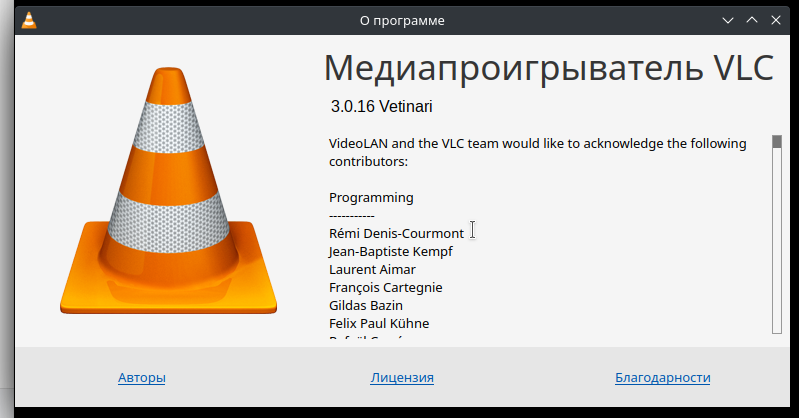 О программе
Медиапроигрыватель VLC
3.0.16 Vetinari
VideoLAN and the VLC team would like to acknowledge the following
contributors:
Programming
-----------
Rémi Denis-Courmont
Jean-Baptiste Kempf
Laurent Aimar
François Cartegnie
Gildas Bazin
Felix Paul Kühne
Авторы
Лицензия
Благодарности